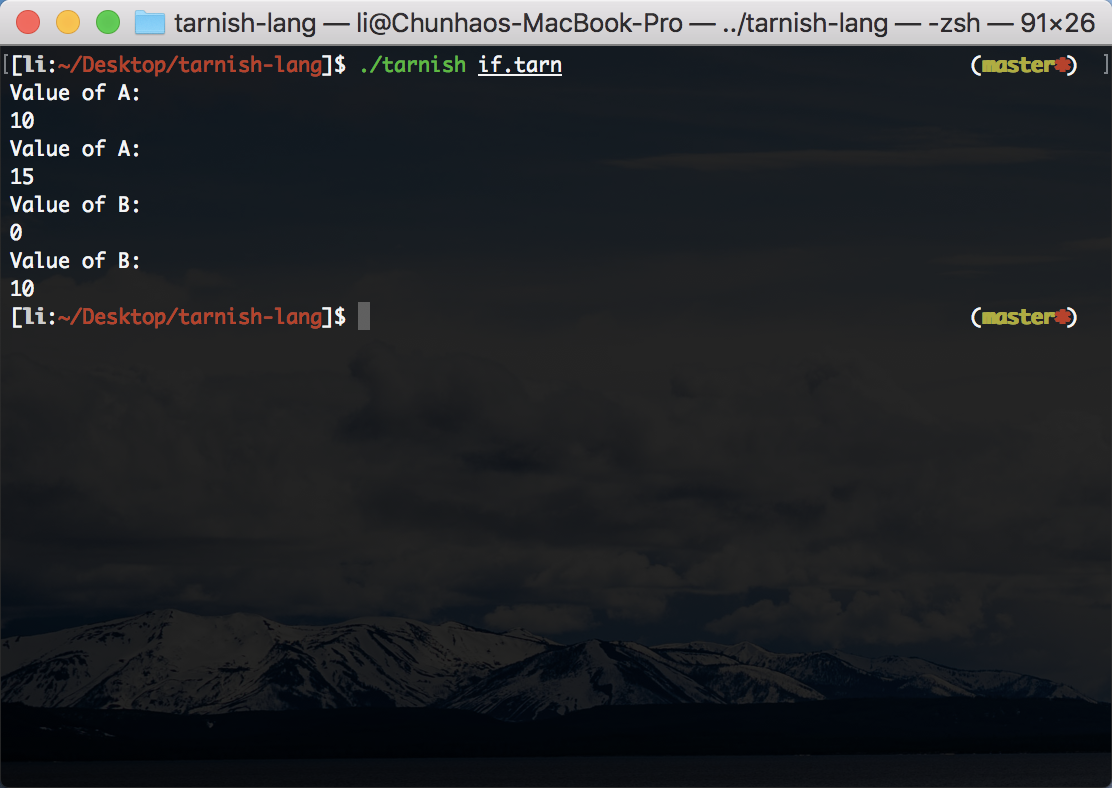 tarnish-lang — li@Chunhaos-MacBook-Pro — ../tarnish-lang — -zsh — 91×26
[[li:~/Desktop/tarnish-lang]$ ./tarnish if.tarn (master✱) ]
Value of A:
10
Value of A:
15
Value of B:
0
Value of B:
10
[li:~/Desktop/tarnish-lang]$ (master✱)